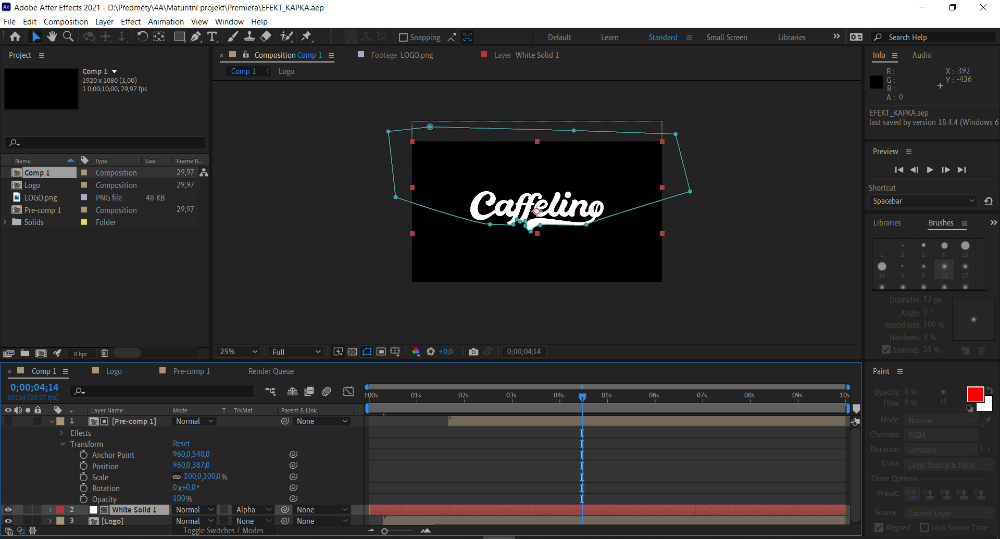 Adobe After Effects 2021 - D:\Předměty\4A\Maturitní projekt\Premiera\EFEKT_KAPKA.aep
File Edit Composition Layer Effect Animation View Window Help
Snapping Default Learn Standard Small Screen Libraries Search Help
Project
Comp 1
1920 x 1080 (1,00)
1 0;00;10;00, 29,97 fps
Name Type Size Frame R...
Comp 1 Composition 29,97
Logo Composition 29,97
LOGO.png PNG file 48 KB
Pre-comp 1 Composition 29,97
Solids Folder
8 bpc
Composition Comp 1 Footage LOGO.png Layer White Solid 1
Comp 1 Logo
Caffelino
25% Full +0,0 0;00;04;14
Info Audio
R :
G :
B :
A : 0
X : -392
Y : -436
EFEKT_KAPKA.aep
last saved by version 18.4.4 (Windows 6
Preview
Shortcut
Spacebar
Libraries Brushes
1 3 5 9 13
19 5 9 13 17
Diameter: 13 px
Angle: 0 °
Roundness: 100 %
Hardness: 0 %
Spacing: 25 %
Comp 1 Logo Pre-comp 1 Render Queue
0;00;04;14
00134 (29.97 fps)
):00s 01s 02s 03s 04s 05s 06s 07s 08s 09s 10s
# Layer Name Mode T TrkMat Parent & Link
1 [Pre-comp 1] Normal None
Effects
Transform Reset
Anchor Point 960,0,540,0
Position 960,0,387,0
Scale 100,0,100,0%
Rotation 0x+0,0°
Opacity 100%
2 White Solid 1 Normal Alpha None
3 [Logo] Normal None None
Toggle Switches / Modes
Paint
Opacity: 0 %
Flow: 0 %
13
Mode: Normal
Channels: RGBA
Duration: Constant 1 f
Erase: Layer Source & Paint
Clone Options
Preset:
Source: Current Layer
Aligned Lock Source Time